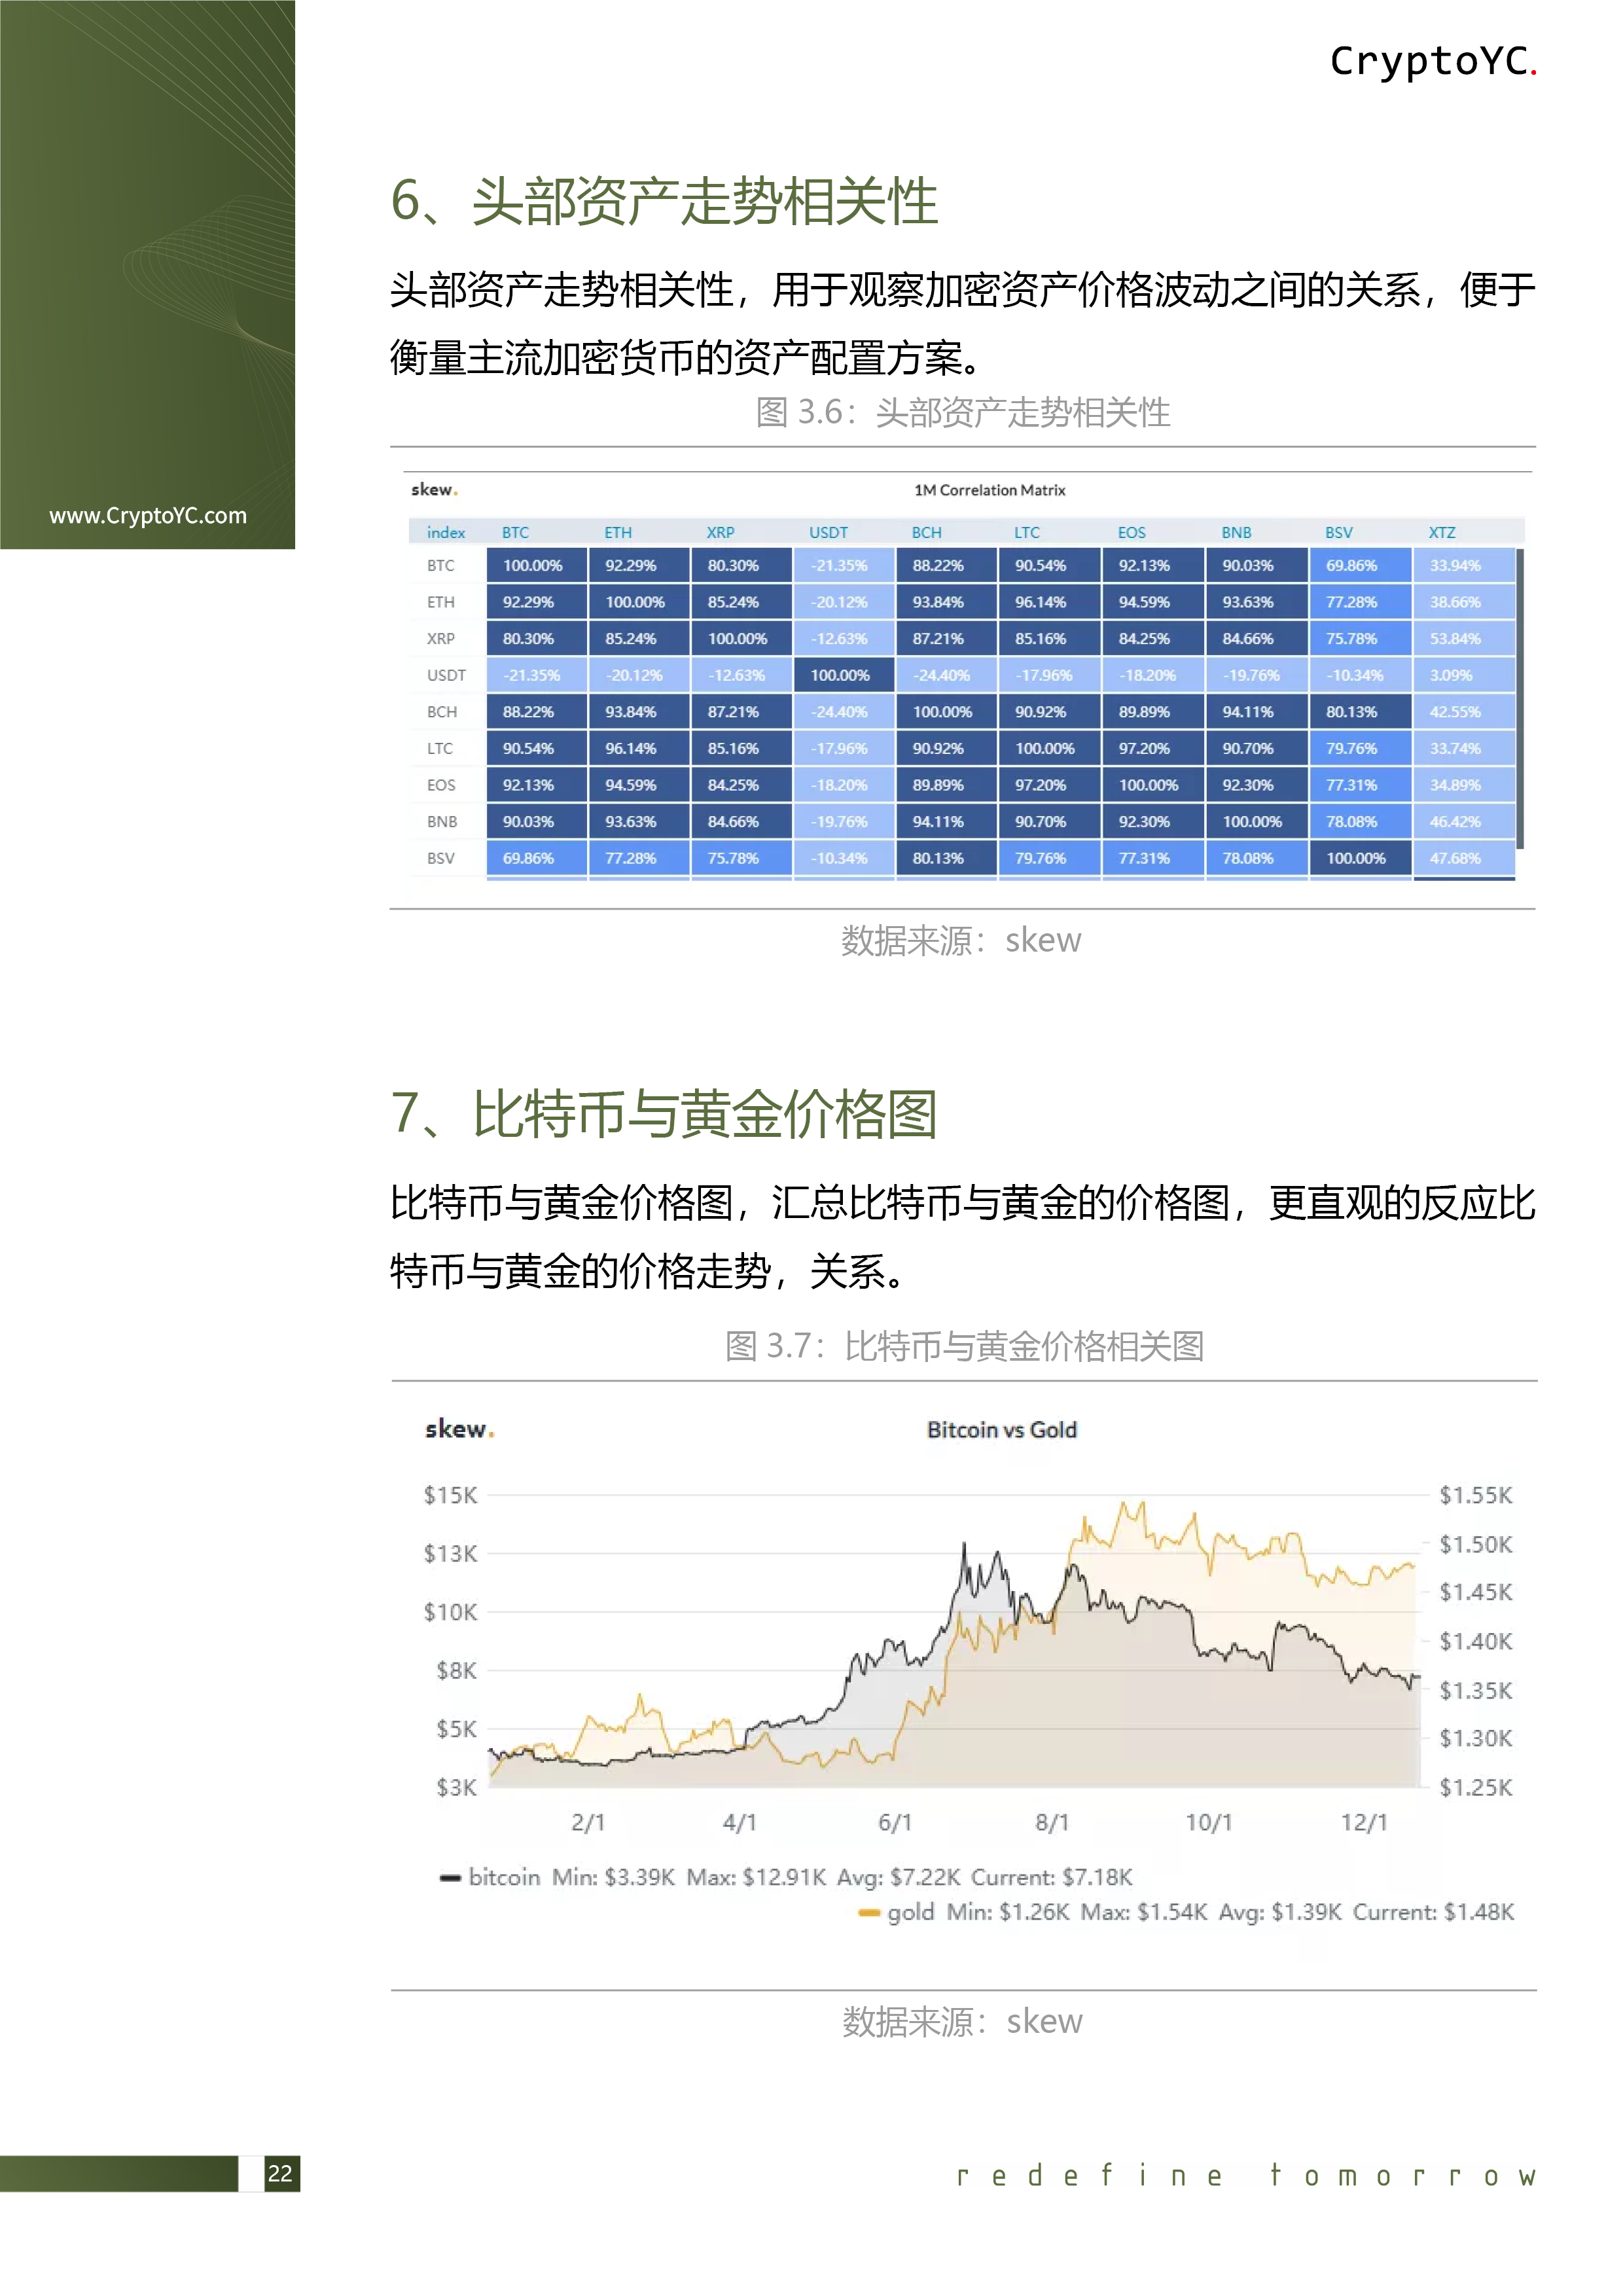 CryptoYC.
www.CryptoYC.com
6、头部资产走势相关性
头部资产走势相关性，用于观察加密资产价格波动之间的关系，便于
衡量主流加密货币的资产配置方案。
图 3.6：头部资产走势相关性
skew. 1M Correlation Matrix
index BTC ETH XRP USDT BCH LTC EOS BNB BSV XTZ
BTC 100.00% 92.29% 80.30% -21.35% 88.22% 90.54% 92.13% 90.03% 69.86% 33.94%
ETH 92.29% 100.00% 85.24% -20.12% 93.84% 96.14% 94.59% 93.63% 77.28% 38.66%
XRP 80.30% 85.24% 100.00% -12.63% 87.21% 85.16% 84.25% 84.66% 75.78% 53.84%
USDT -21.35% -20.12% -12.63% 100.00% -24.40% -17.96% -18.20% -19.76% -10.34% 3.09%
BCH 88.22% 93.84% 87.21% -24.40% 100.00% 90.92% 89.89% 94.11% 80.13% 42.55%
LTC 90.54% 96.14% 85.16% -17.96% 90.92% 100.00% 97.20% 90.70% 79.76% 33.74%
EOS 92.13% 94.59% 84.25% -18.20% 89.89% 97.20% 100.00% 92.30% 77.31% 34.89%
BNB 90.03% 93.63% 84.66% -19.76% 94.11% 90.70% 92.30% 100.00% 78.08% 46.42%
BSV 69.86% 77.28% 75.78% -10.34% 80.13% 79.76% 77.31% 78.08% 100.00% 47.68%
数据来源：skew
7、比特币与黄金价格图
比特币与黄金价格图，汇总比特币与黄金的价格图，更直观的反应比
特币与黄金的价格走势，关系。
图 3.7：比特币与黄金价格相关图
skew. Bitcoin vs Gold
$15K $1.55K
$13K $1.50K
$10K $1.45K
$8K $1.40K
$5K $1.35K
$3K $1.30K
$1.25K
2/1 4/1 6/1 8/1 10/1 12/1
bitcoin Min: $3.39K Max: $12.91K Avg: $7.22K Current: $7.18K
gold Min: $1.26K Max: $1.54K Avg: $1.39K Current: $1.48K
数据来源：skew
22
redefine tomorrow